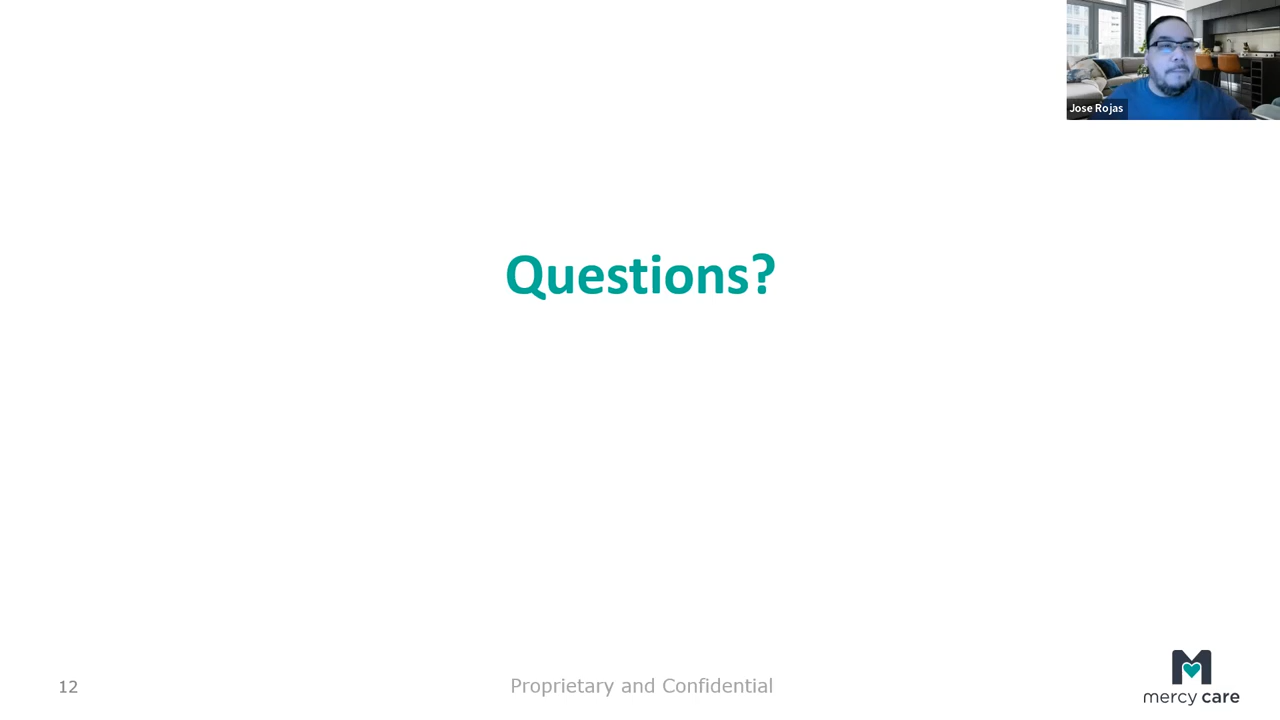 Jose Rojas
Questions?
12
Proprietary and Confidential
mercy care